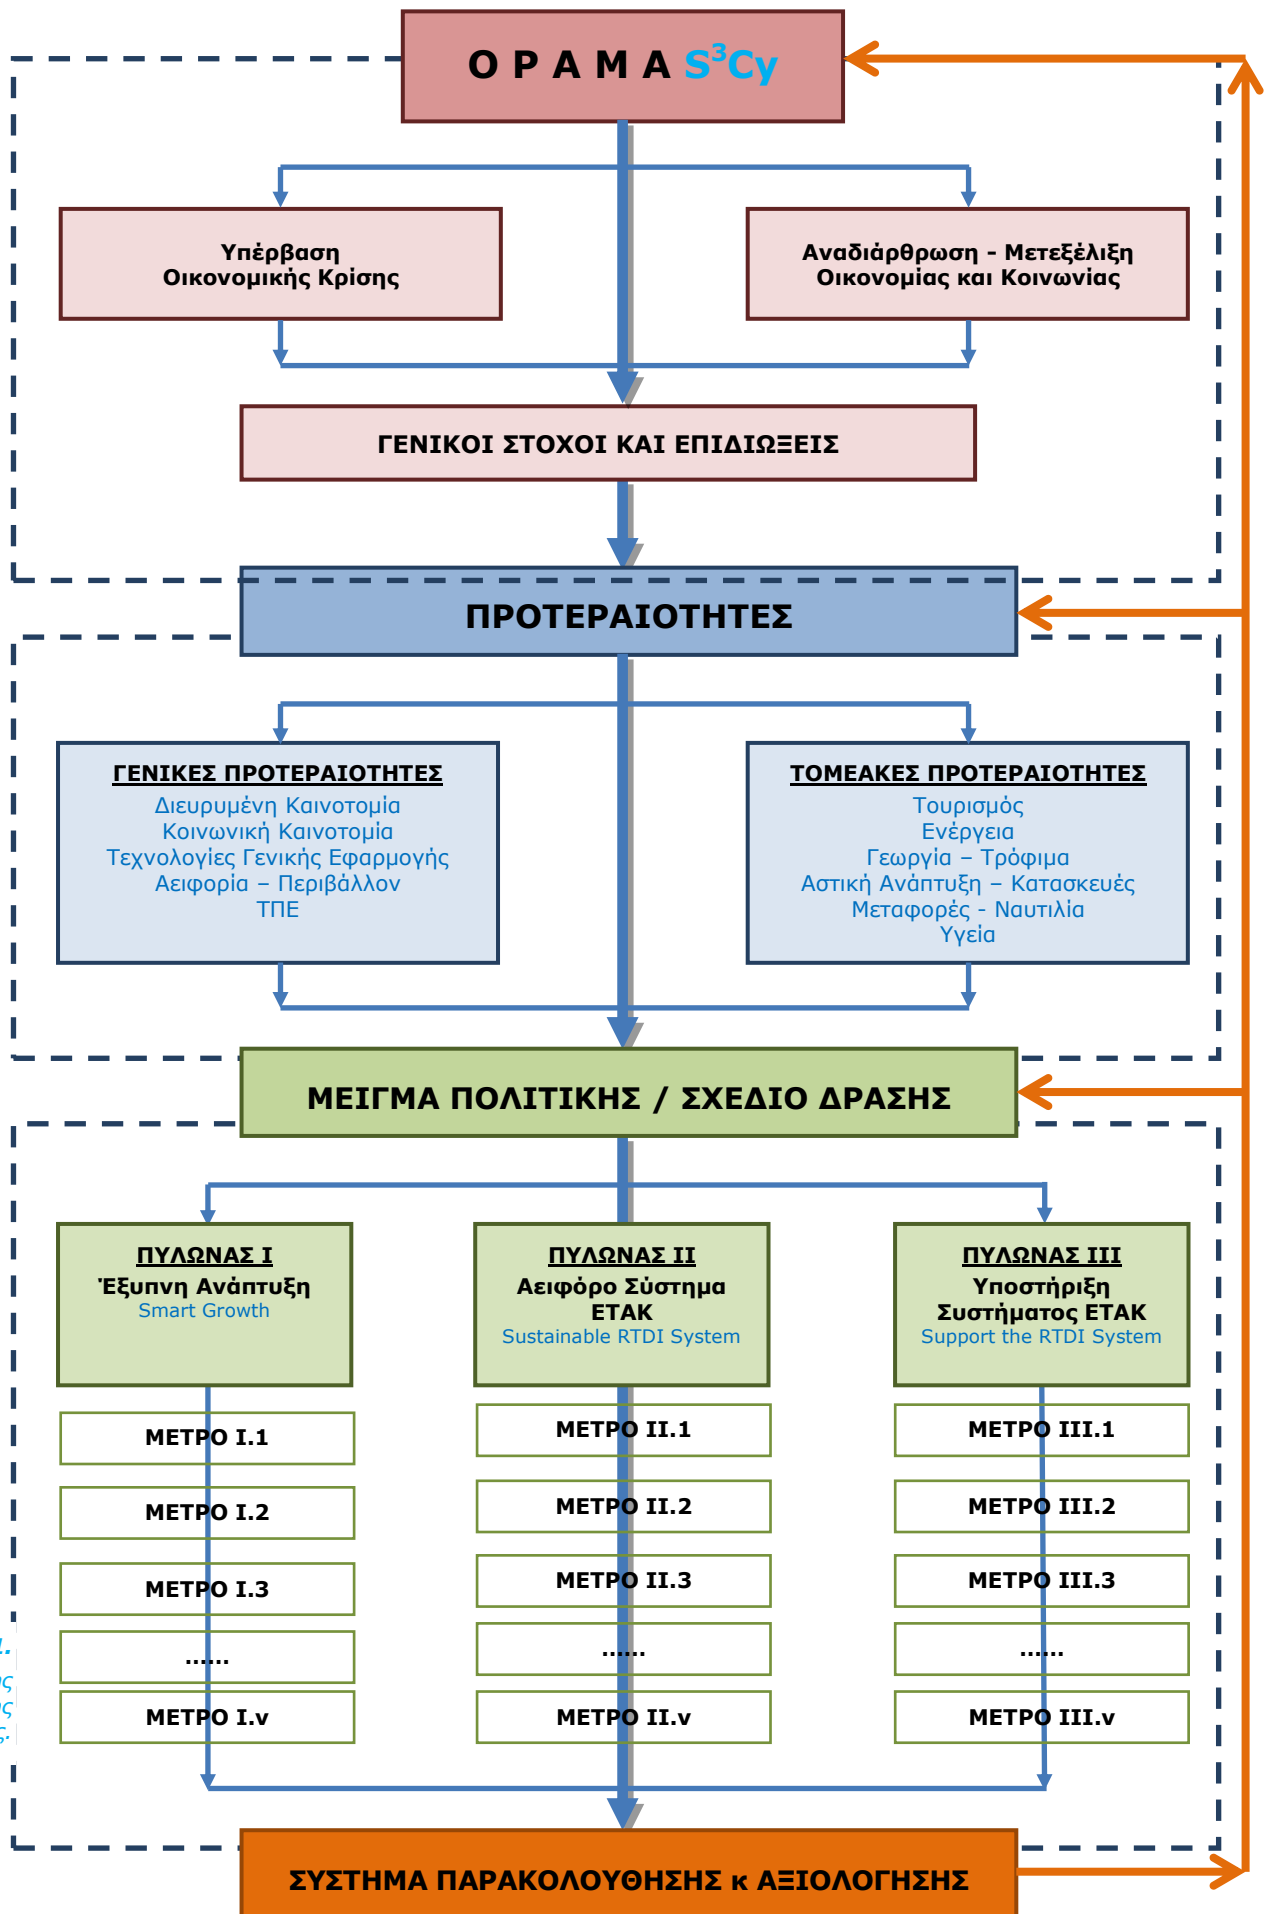 Ο Ρ Α Μ Α S³Cy
Υπέρβαση
Οικονομικής Κρίσης
Αναδιάρθρωση - Μετεξέλιξη
Οικονομίας και Κοινωνίας
ΓΕΝΙΚΟΙ ΣΤΟΧΟΙ ΚΑΙ ΕΠΙΔΙΩΞΕΙΣ
ΠΡΟΤΕΡΑΙΟΤΗΤΕΣ
ΓΕΝΙΚΕΣ ΠΡΟΤΕΡΑΙΟΤΗΤΕΣ
Διευρυμένη Καινοτομία
Κοινωνική Καινοτομία
Τεχνολογίες Γενικής Εφαρμογής
Αειφορία – Περιβάλλον
ΤΠΕ
ΤΟΜΕΑΚΕΣ ΠΡΟΤΕΡΑΙΟΤΗΤΕΣ
Τουρισμός
Ενέργεια
Γεωργία – Τρόφιμα
Αστική Ανάπτυξη – Κατασκευές
Μεταφορές - Ναυτιλία
Υγεία
ΜΕΙΓΜΑ ΠΟΛΙΤΙΚΗΣ / ΣΧΕΔΙΟ ΔΡΑΣΗΣ
ΠΥΛΩΝΑΣ Ι
Έξυπνη Ανάπτυξη
Smart Growth
ΠΥΛΩΝΑΣ ΙΙ
Αειφόρο Σύστημα
ΕΤΑΚ
Sustainable RTDI System
ΠΥΛΩΝΑΣ ΙΙΙ
Υποστήριξη
Συστήματος ΕΤΑΚ
Support the RTDI System
ΜΕΤΡΟ Ι.1
ΜΕΤΡΟ Ι.2
ΜΕΤΡΟ Ι.3
......
ΜΕΤΡΟ Ι.ν
ΜΕΤΡΟ ΙΙ.1
ΜΕΤΡΟ ΙΙ.2
ΜΕΤΡΟ ΙΙ.3
......
ΜΕΤΡΟ ΙΙ.ν
ΜΕΤΡΟ ΙΙΙ.1
ΜΕΤΡΟ ΙΙΙ.2
ΜΕΤΡΟ ΙΙΙ.3
......
ΜΕΤΡΟ ΙΙΙ.ν
ΣΥΣΤΗΜΑ ΠΑΡΑΚΟΛΟΥΘΗΣΗΣ κ ΑΞΙΟΛΟΓΗΣΗΣ